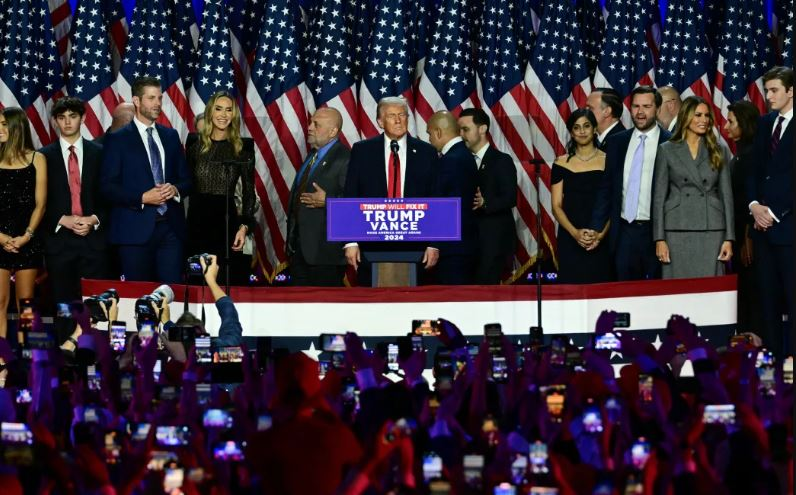 TRUMP WILL FIX IT
TRUMP
VANCE
2024